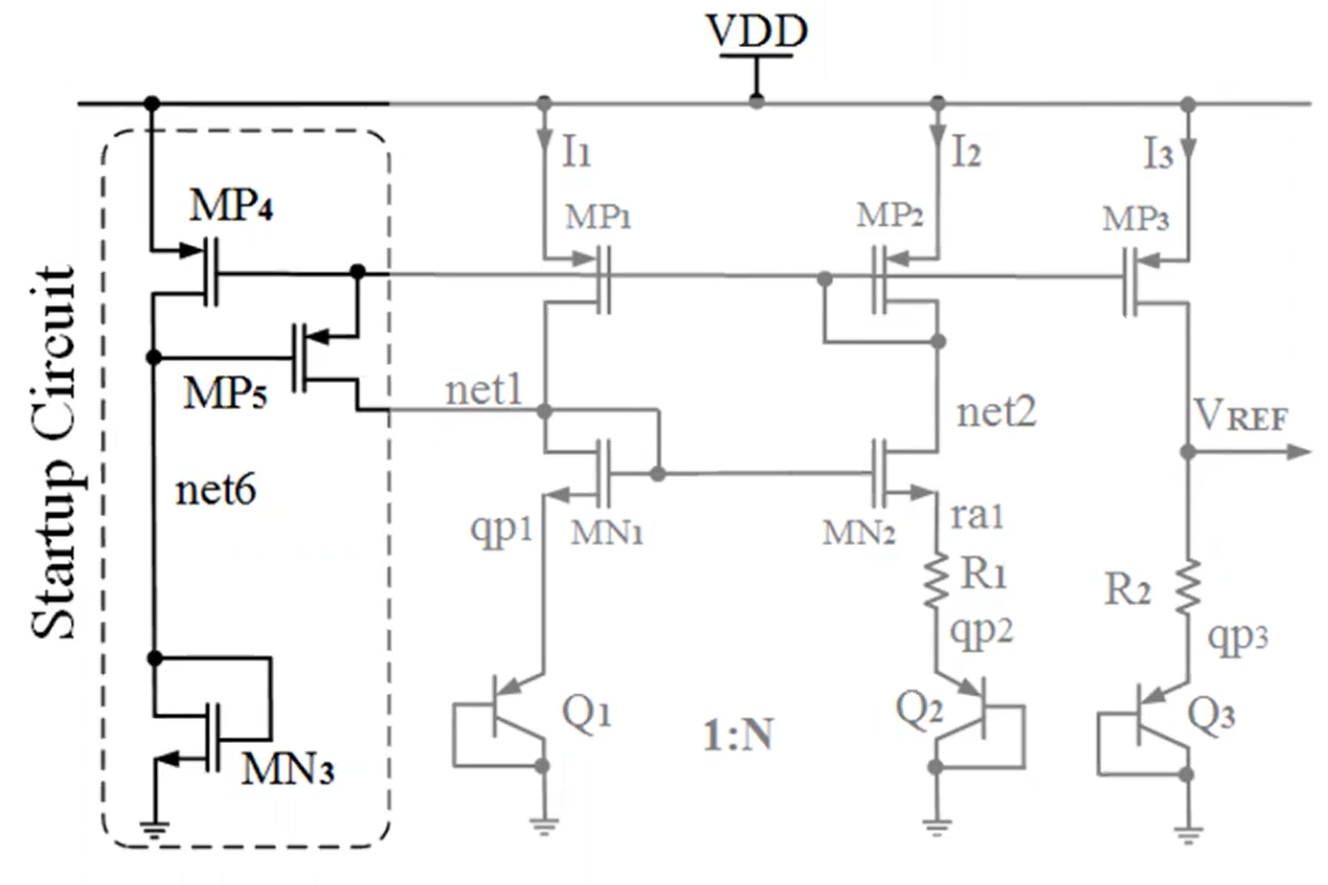 VDD
I1
I2
I3
MP4
MP1
MP2
MP3
Startup Circuit
MP5
net1
net2
VREF
net6
qp1
MN1
MN2
ra1
R1
R2
qp2
qp3
Q1
1:N
Q2
Q3
MN3